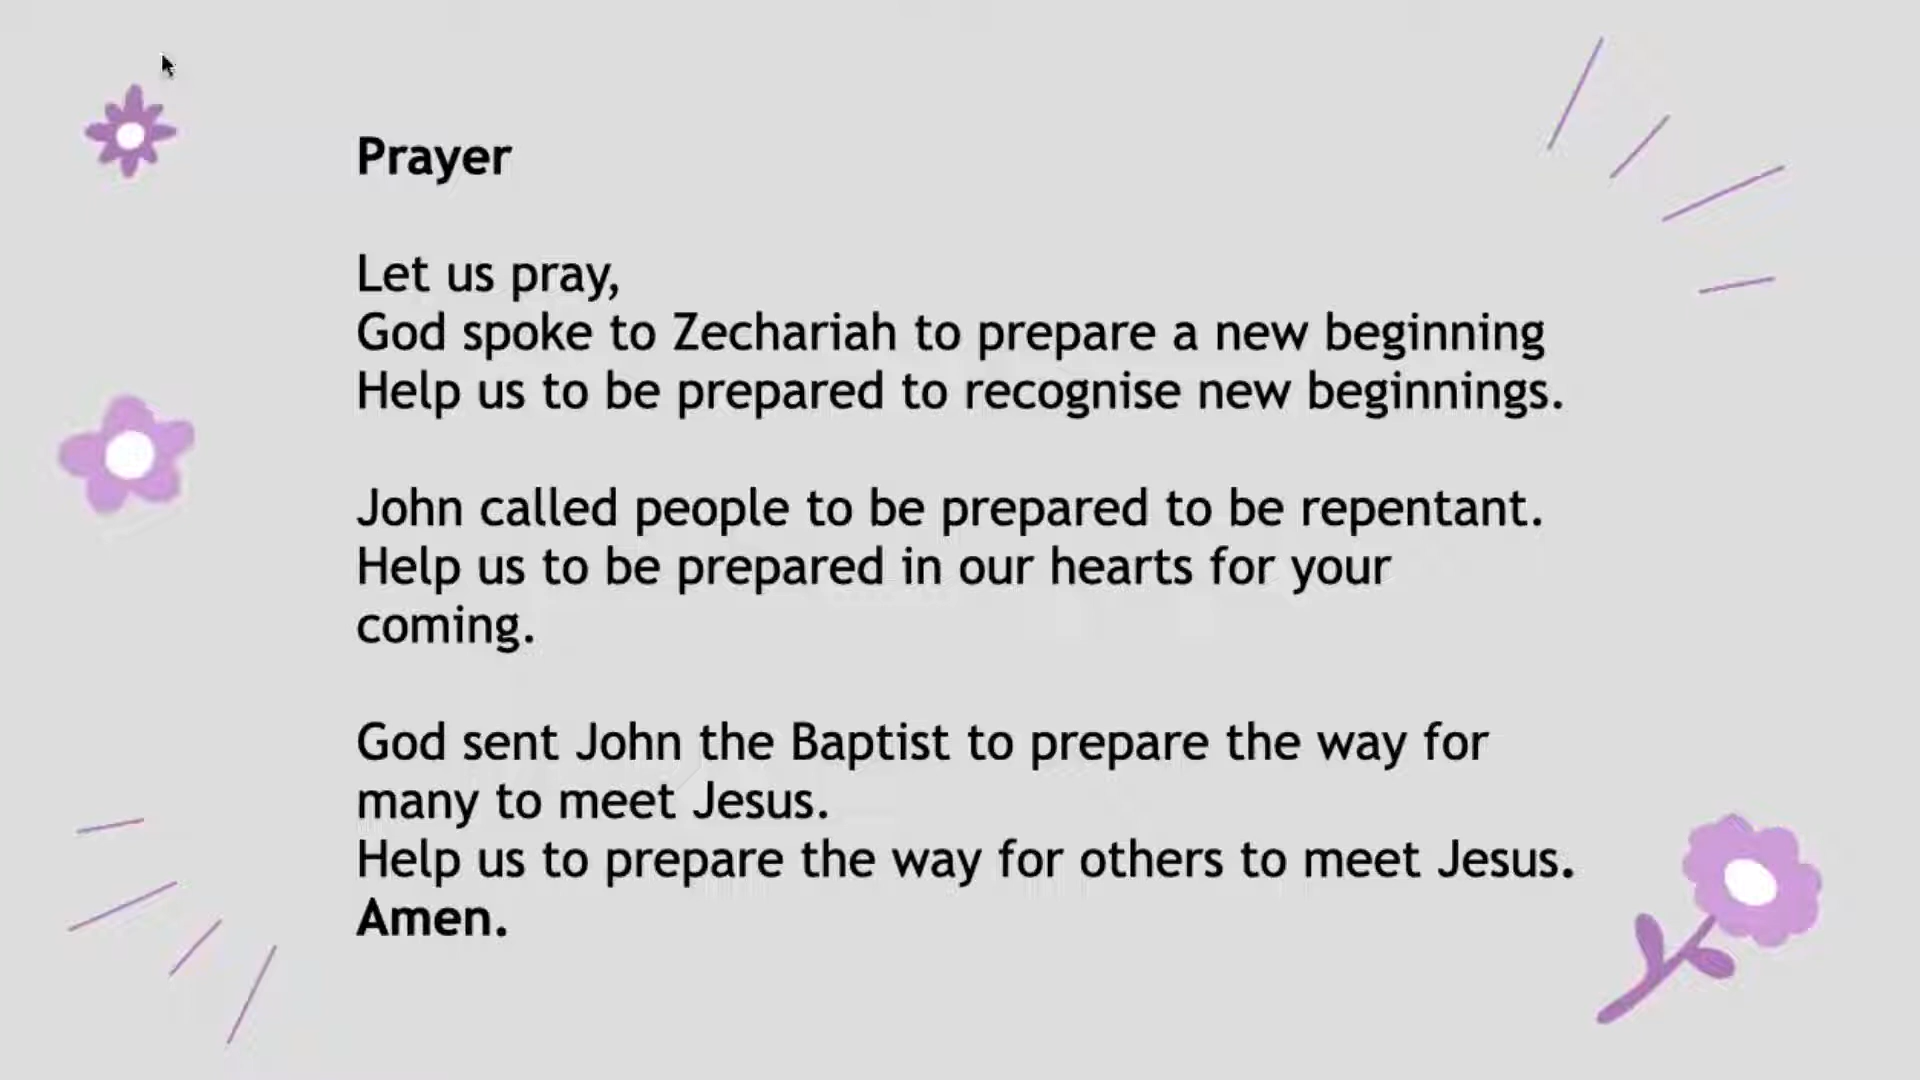 Prayer
Let us pray,
God spoke to Zechariah to prepare a new beginning
Help us to be prepared to recognise new beginnings.
John called people to be prepared to be repentant.
Help us to be prepared in our hearts for your
coming.
God sent John the Baptist to prepare the way for
many to meet Jesus.
Help us to prepare the way for others to meet Jesus.
Amen.